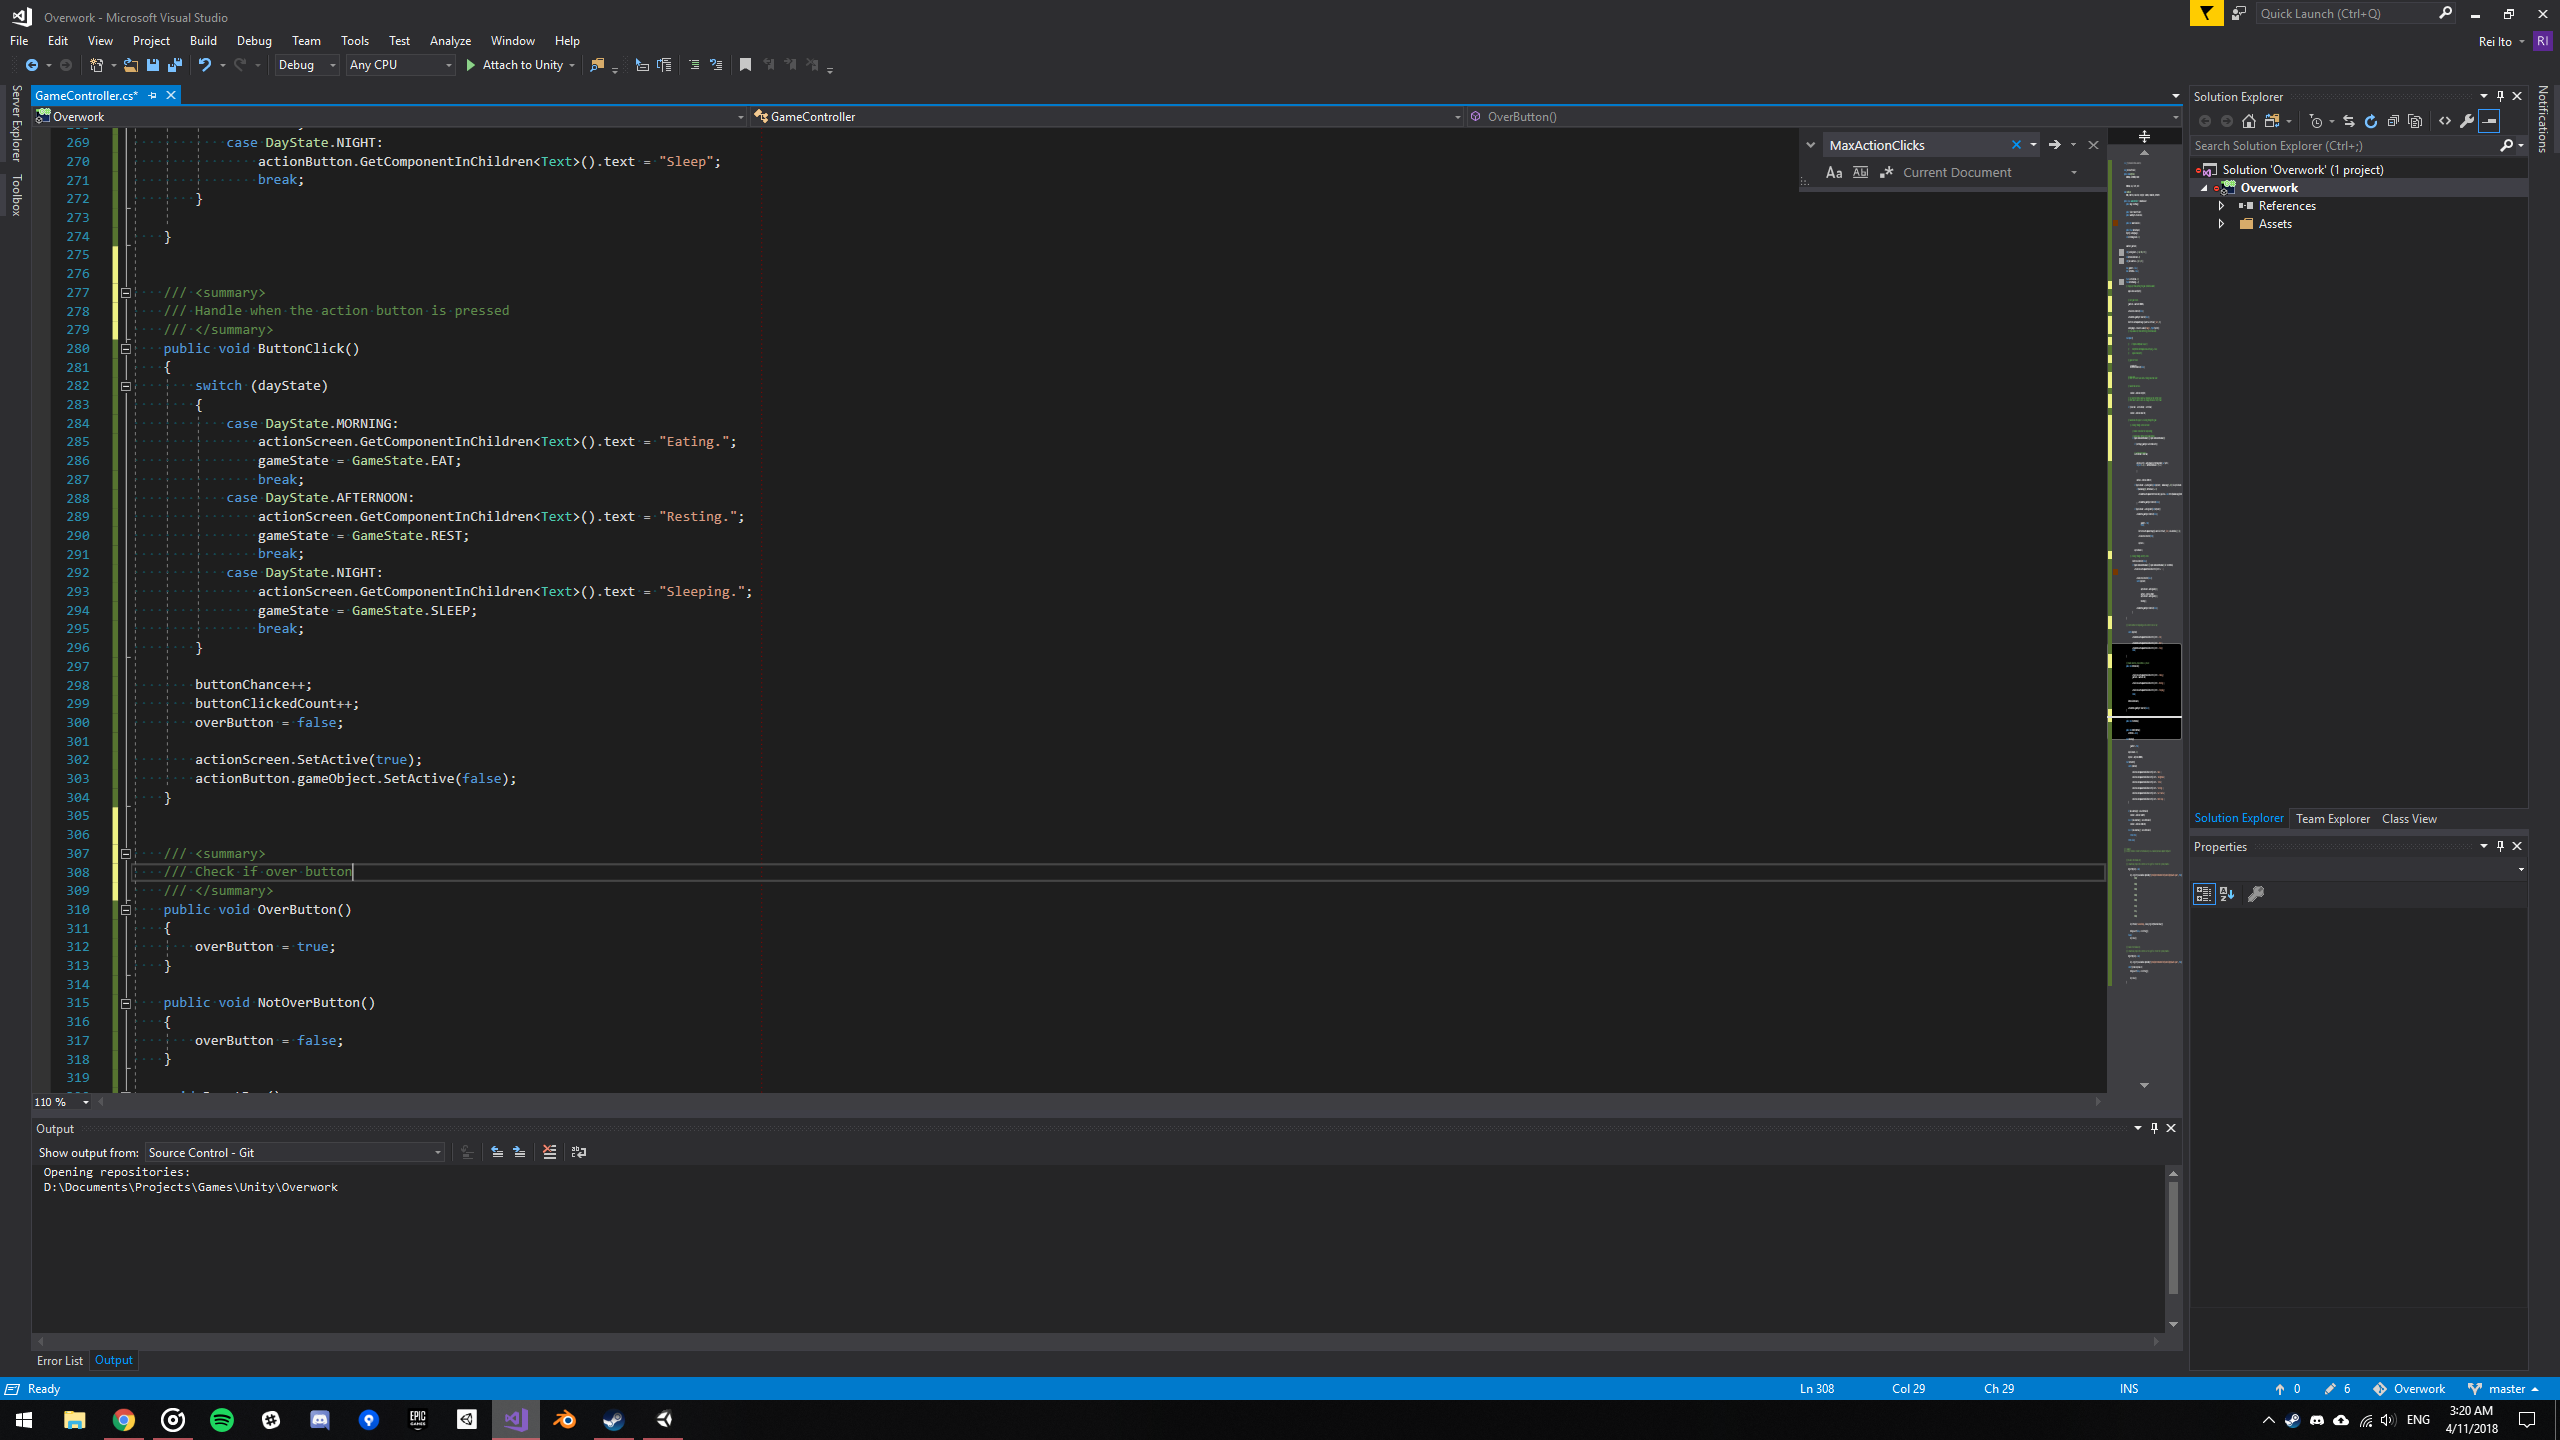 Overwork - Microsoft Visual Studio
Quick Launch (Ctrl+Q)
File Edit View Project Build Debug Team Tools Test Analyze Window Help
Rei Ito RI
Debug Any CPU Attach to Unity
Server Explorer
Toolbox
Notifications
GameController.cs*
Overwork GameController OverButton()
MaxActionClicks
Aa Current Document
269 case DayState.NIGHT:
270 actionButton.GetComponentInChildren<Text>().text = "Sleep";
271 break;
272 }
273
274 }
275
276
277 /// <summary>
278 /// Handle when the action button is pressed
279 /// </summary>
280 public void ButtonClick()
281 {
282 switch (dayState)
283 {
284 case DayState.MORNING:
285 actionScreen.GetComponentInChildren<Text>().text = "Eating.";
286 gameState = GameState.EAT;
287 break;
288 case DayState.AFTERNOON:
289 actionScreen.GetComponentInChildren<Text>().text = "Resting.";
290 gameState = GameState.REST;
291 break;
292 case DayState.NIGHT:
293 actionScreen.GetComponentInChildren<Text>().text = "Sleeping.";
294 gameState = GameState.SLEEP;
295 break;
296 }
297
298 buttonChance++;
299 buttonClickedCount++;
300 overButton = false;
301
302 actionScreen.SetActive(true);
303 actionButton.gameObject.SetActive(false);
304 }
305
306
307 /// <summary>
308 /// Check if over button
309 /// </summary>
310 public void OverButton()
311 {
312 overButton = true;
313 }
314
315 public void NotOverButton()
316 {
317 overButton = false;
318 }
319
110 %
Solution Explorer
Search Solution Explorer (Ctrl+;)
Solution 'Overwork' (1 project)
Overwork
References
Assets
Solution Explorer Team Explorer Class View
Properties
Output
Show output from: Source Control - Git
Opening repositories:
D:\Documents\Projects\Games\Unity\Overwork
Error List Output
Ready Ln 308 Col 29 Ch 29 INS 0 6 Overwork master
EPIC GAMES
ENG
3:20 AM
4/11/2018